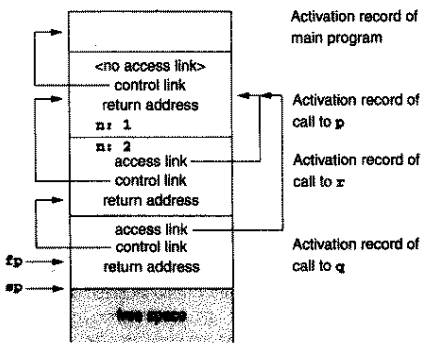 Activation record of
main program
<no access link>
control link
return address
n: 1
Activation record of
call to p
n: 2
access link
control link
return address
Activation record of
call to r
access link
control link
return address
Activation record of
call to q
fp
sp
free space